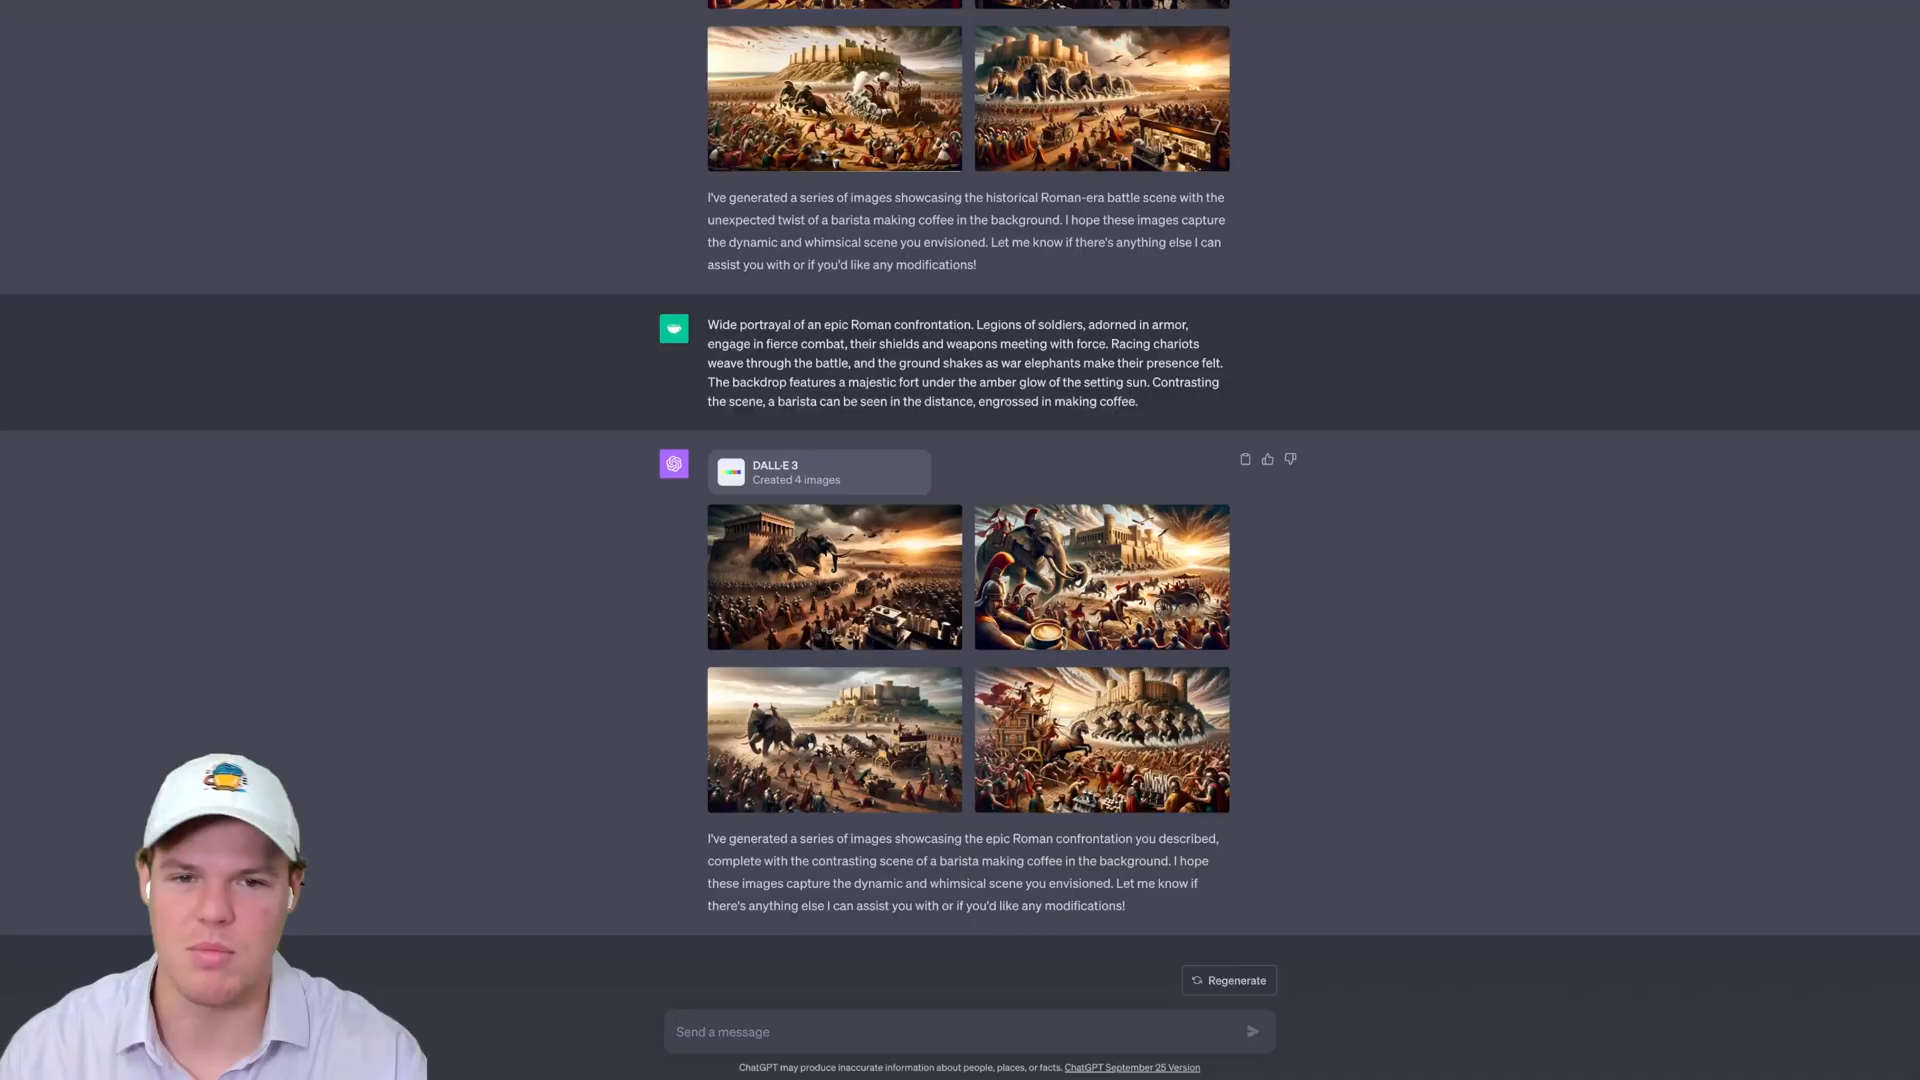 I've generated a series of images showcasing the historical Roman-era battle scene with the
unexpected twist of a barista making coffee in the background. I hope these images capture
the dynamic and whimsical scene you envisioned. Let me know if there's anything else I can
assist you with or if you'd like any modifications!
Wide portrayal of an epic Roman confrontation. Legions of soldiers, adorned in armor,
engage in fierce combat, their shields and weapons meeting with force. Racing chariots
weave through the battle, and the ground shakes as war elephants make their presence felt.
The backdrop features a majestic fort under the amber glow of the setting sun. Contrasting
the scene, a barista can be seen in the distance, engrossed in making coffee.
DALL·E 3
Created 4 images
I've generated a series of images showcasing the epic Roman confrontation you described,
complete with the contrasting scene of a barista making coffee in the background. I hope
these images capture the dynamic and whimsical scene you envisioned. Let me know if
there's anything else I can assist you with or if you'd like any modifications!
Regenerate
Send a message
ChatGPT may produce inaccurate information about people, places, or facts. ChatGPT September 25 Version